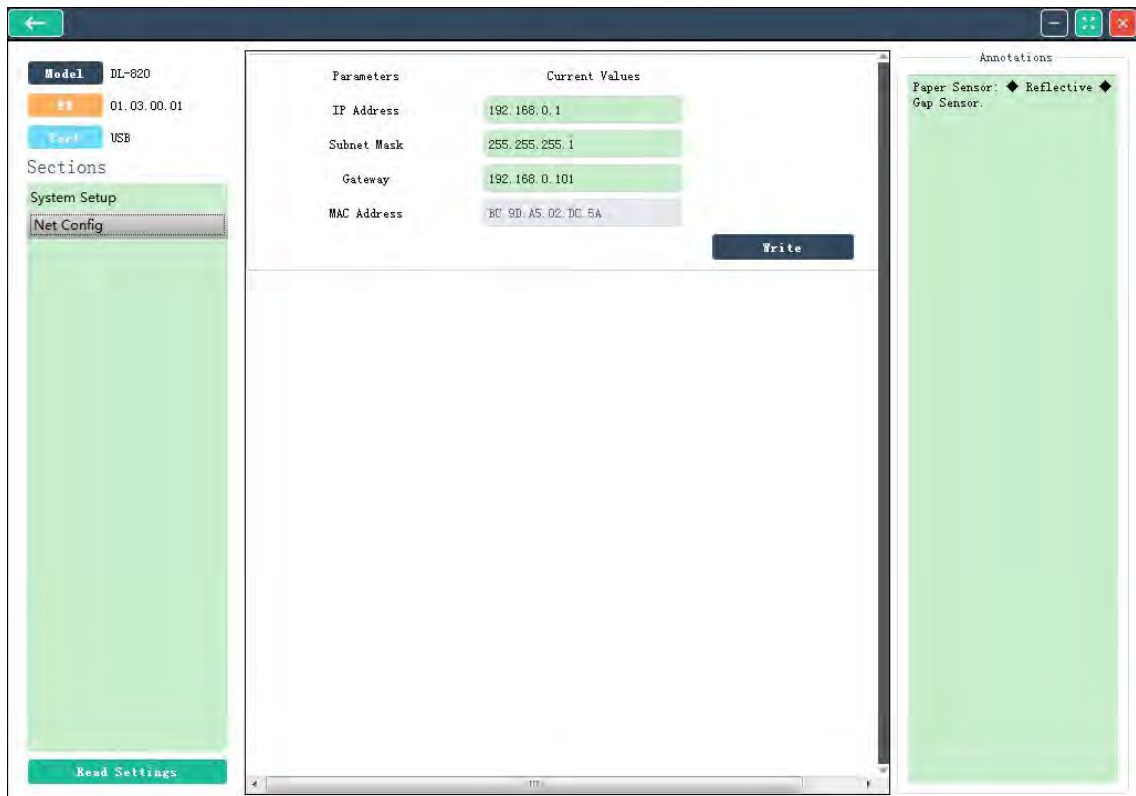 Model DL-820
01.03.00.01
USB
Sections
System Setup
Net Config
Read Settings
Parameters Current Values
IP Address 192.168.0.1
Subnet Mask 255.255.255.1
Gateway 192.168.0.101
MAC Address BC 9D.A5.02.DC.5A
Write
Annotations
Paper Sensor: ◆ Reflective ◆
Gap Sensor.